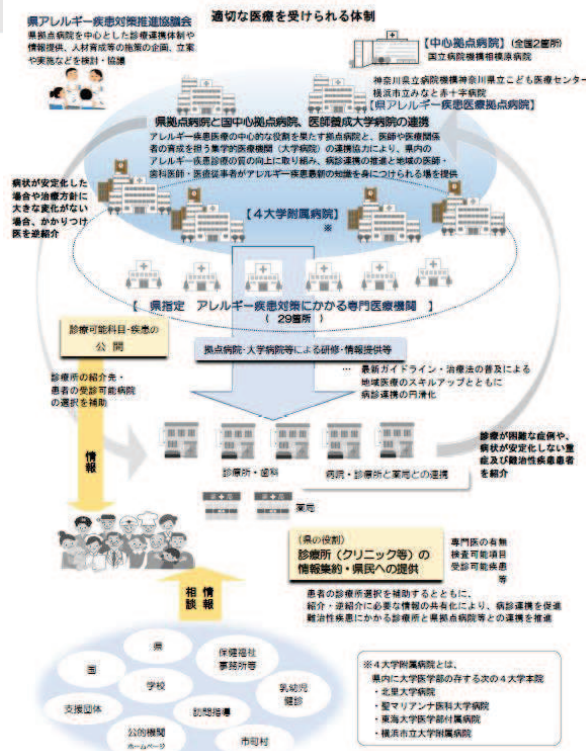 適切な医療を受けられる体制
県アレルギー疾患対策推進協議会
県拠点病院を中心とした診療連携体制や
情報提供、人材育成等の施策の企画、立案
や実施などを検討・協議
【中心拠点病院】(全国2箇所)
国立病院機構相模原病院
神奈川県立病院機構神奈川県立こども医療センター
横浜市立みなと赤十字病院
【県アレルギー疾患医療拠点病院】
県拠点病院と国中心拠点病院、医師養成大学病院の連携
アレルギー疾患医療の中心的な役割を果たす拠点病院と、医師や医療関係
者の育成を担う集学的医療機関(大学病院)の連携協力により、県内の
アレルギー疾患診療の質の向上に取り組み、病診連携の推進と地域の医師・
歯科医師・医療従事者がアレルギー疾患最新の知識を身につけられる場を提供
病状が安定化した
場合や治療方針に
大きな変化がない
場合、かかりつけ
医を逆紹介
【4大学附属病院】
※
【 県指定 アレルギー疾患対策にかかる専門医療機関 】
( 29箇所 )
診療可能科目・疾患の
公 開
拠点病院・大学病院等による研修・情報提供等
… 最新ガイドライン・治療法の普及による
地域医療のスキルアップとともに
病診連携の円滑化
診療所の紹介先・
患者の受診可能病院
の選択を補助
情報
診療所・歯科
病院・診療所と薬局との連携
薬局
診療が困難な症例や、
病状が安定化しない重
症及び難治性疾患患者
を紹介
(県の役割)
診療所(クリニック等)の
情報集約・県民への提供
専門医の有無
検査可能項目
受診可能疾患
等
患者の診療所選択を補助するとともに、
紹介・逆紹介に必要な情報の共有化により、病診連携を促進
難治性疾患にかかる診療所と県拠点病院等との連携を推進
相談
情報
県
国
学校
保健福祉
事務所等
乳幼児
健診
支援団体
訪問指導
公的機関
ホームページ
市町村
※4大学附属病院とは、
県内に大学医学部の存する次の4大学本院
・北里大学病院
・聖マリアンナ医科大学病院
・東海大学医学部付属病院
・横浜市立大学附属病院